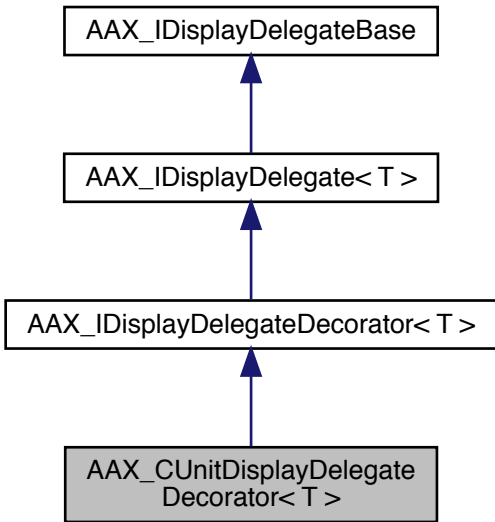 AAX_IDisplayDelegateBase
AAX_IDisplayDelegate< T >
AAX_IDisplayDelegateDecorator< T >
AAX_CUnitDisplayDelegate
Decorator< T >